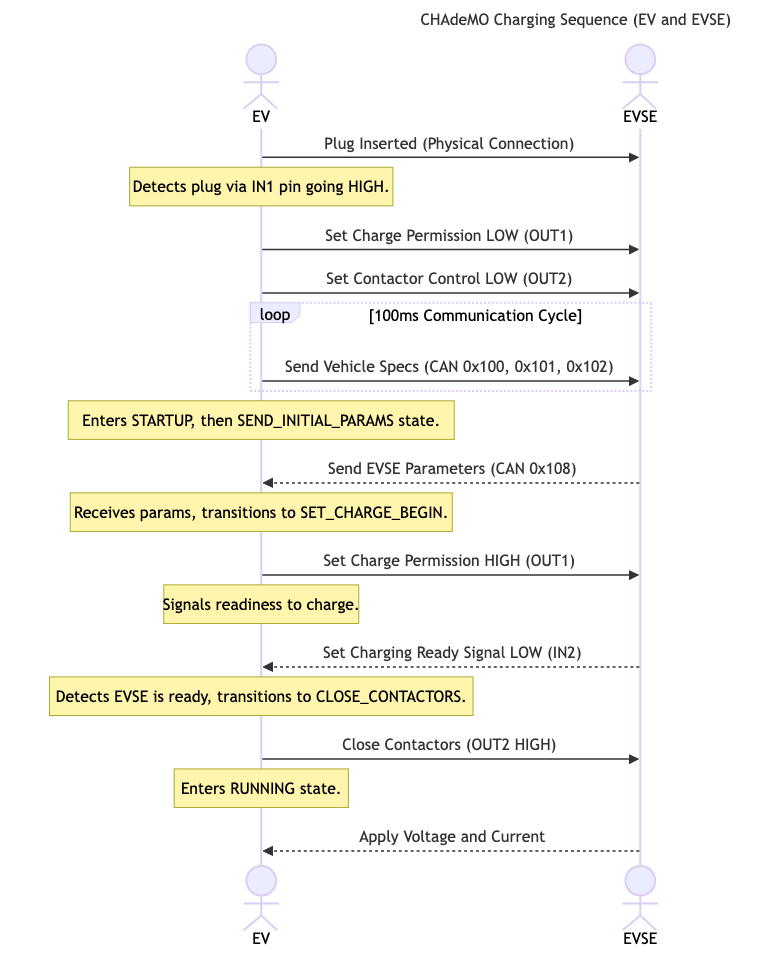 CHAdeMO Charging Sequence (EV and EVSE)
EV
EVSE
Plug Inserted (Physical Connection)
Detects plug via IN1 pin going HIGH.
Set Charge Permission LOW (OUT1)
Set Contactor Control LOW (OUT2)
loop
[100ms Communication Cycle]
Send Vehicle Specs (CAN 0x100, 0x101, 0x102)
Enters STARTUP, then SEND_INITIAL_PARAMS state.
Send EVSE Parameters (CAN 0x108)
Receives params, transitions to SET_CHARGE_BEGIN.
Set Charge Permission HIGH (OUT1)
Signals readiness to charge.
Set Charging Ready Signal LOW (IN2)
Detects EVSE is ready, transitions to CLOSE_CONTACTORS.
Close Contactors (OUT2 HIGH)
Enters RUNNING state.
Apply Voltage and Current
EV
EVSE